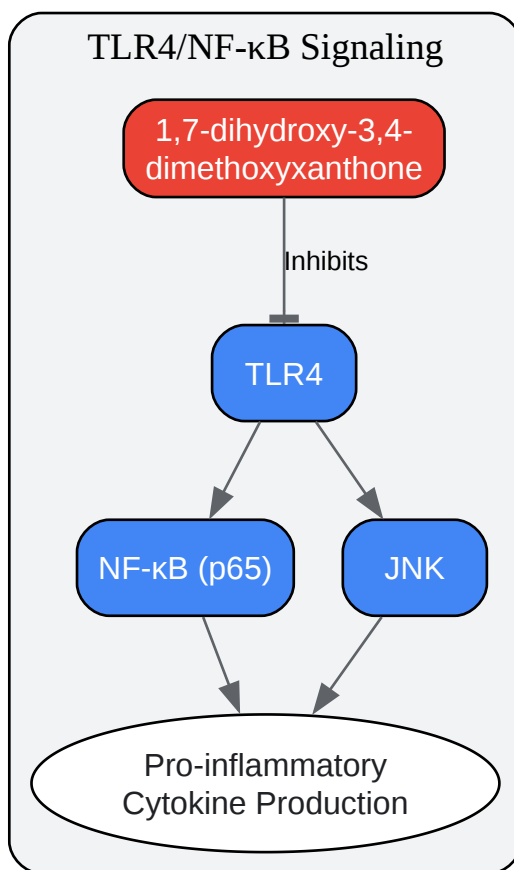 TLR4/NF-κB Signaling
1,7-dihydroxy-3,4-
dimethoxyxanthone
Inhibits
TLR4
NF-κB (p65)
JNK
Pro-inflammatory
Cytokine Production